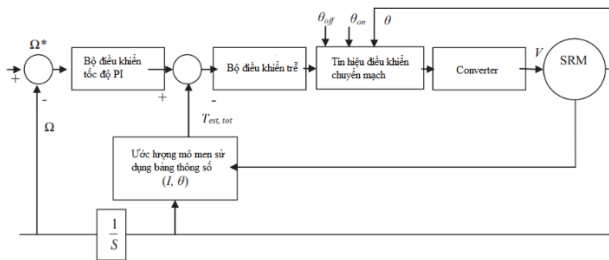 θoff θon θ
Ω*
+
-
Bộ điều khiển
tốc độ PI
+
-
Bộ điều khiển trễ
Tín hiệu điều khiển
chuyển mạch
Converter
V
SRM
Ω
Test, tot
Ước lượng mô men sử
dụng bảng thông số
(I, θ)
1
S